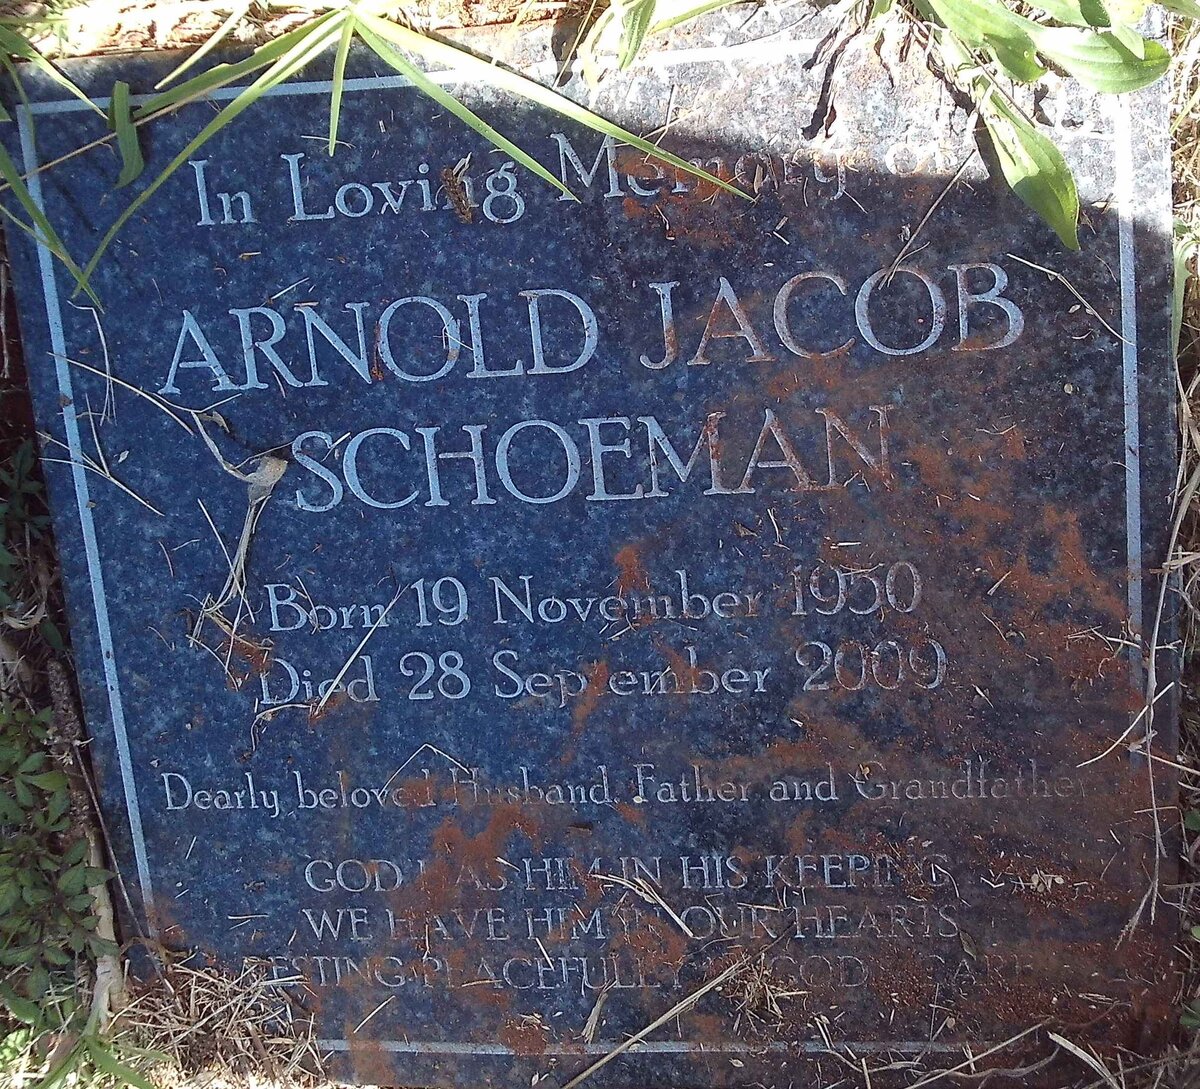 In Loving Memory of
ARNOLD JACOB
SCHOEMAN
Born 19 November 1950
Died 28 September 2009
Dearly beloved Husband, Father and Grandfather
GOD HAS HIM IN HIS KEEPING
WE HAVE HIM IN OUR HEARTS
RESTING PEACEFULLY GOD CARE